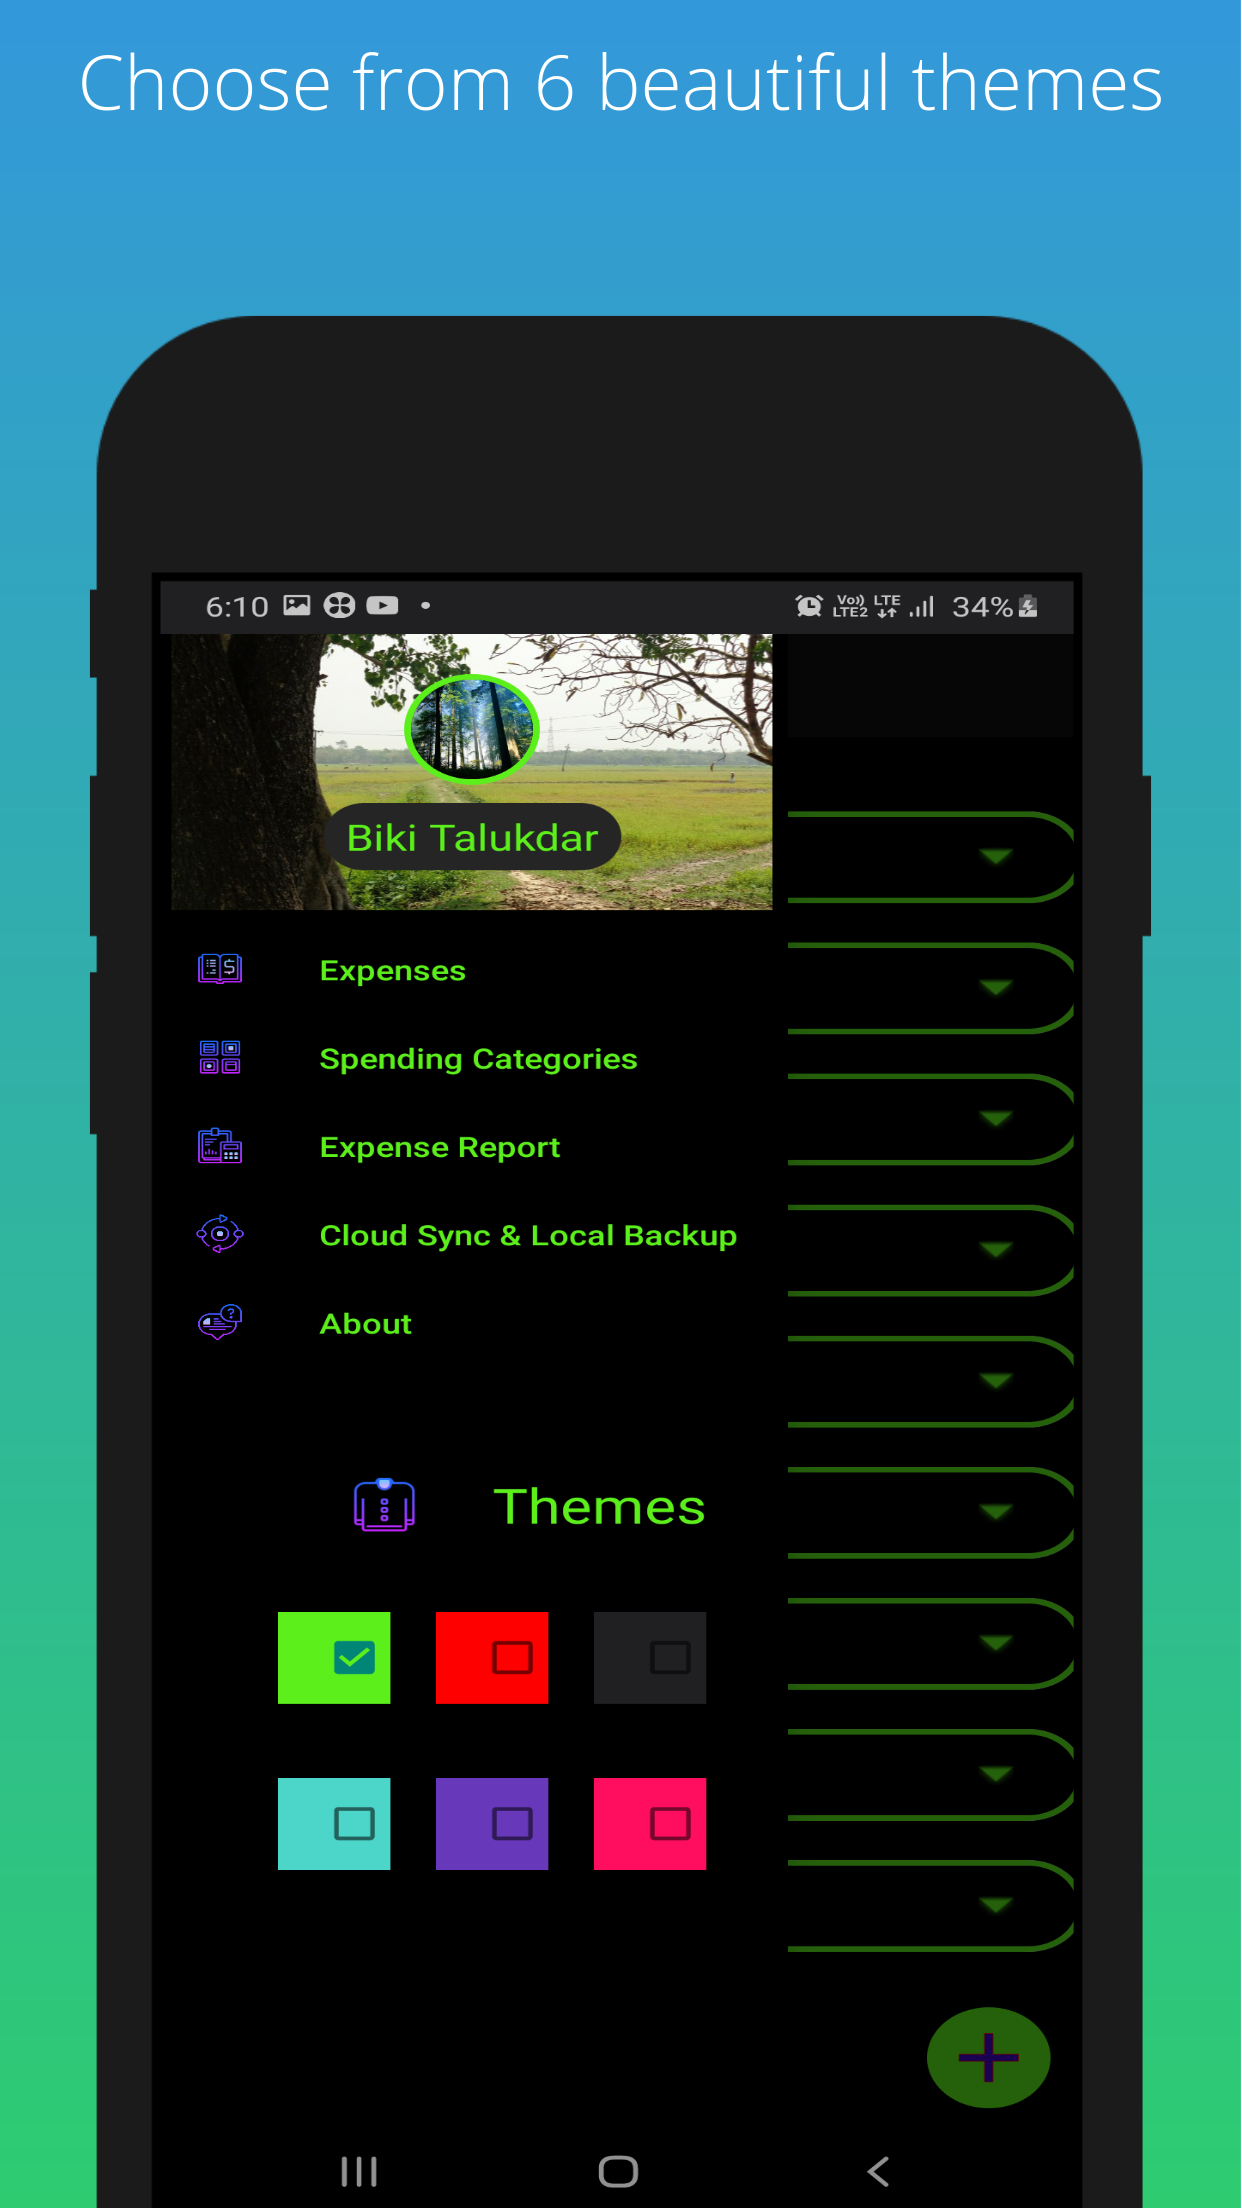 Choose from 6 beautiful themes
6:10
Vo)) LTE
LTE2
34%
Biki Talukdar
Expenses
Spending Categories
Expense Report
Cloud Sync & Local Backup
About
Themes